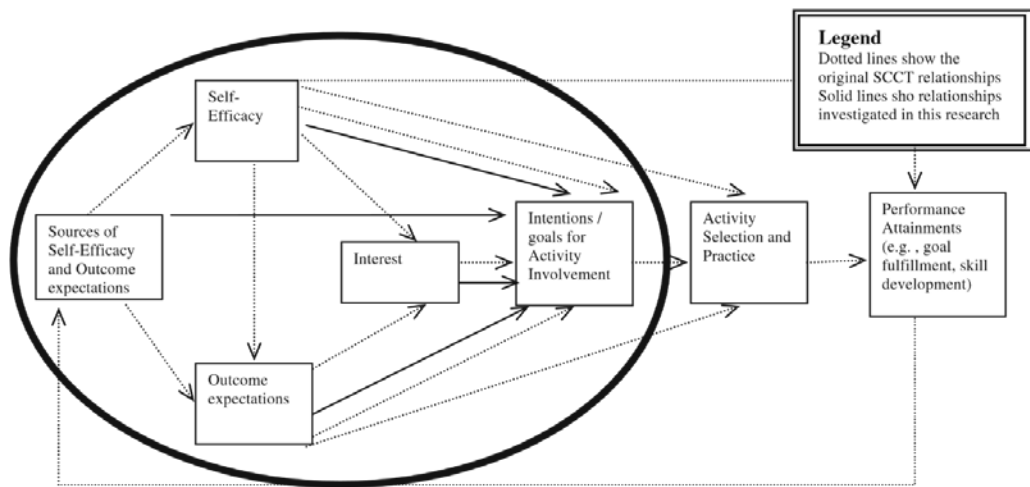 Legend
Dotted lines show the
original SCCT relationships
Solid lines sho relationships
investigated in this research
Self-
Efficacy
Sources of
Self-Efficacy
and Outcome
expectations
Interest
Intentions /
goals for
Activity
Involvement
Activity
Selection and
Practice
Performance
Attainments
(e.g. , goal
fulfillment, skill
development)
Outcome
expectations